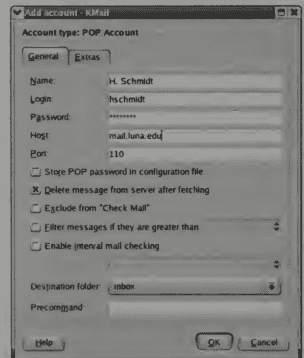 Add account - KMail
Account type: POP Account
General Extras
Name: H. Schmidt
Login: hschmidt
Password: ********
Host: mail.luna.edu
Port: 110
Store POP password in configuration file
Delete message from server after fetching
Exclude from "Check Mail"
Filter messages if they are greater than
Enable interval mail checking
Destination folder: inbox
Precommand
Help OK Cancel